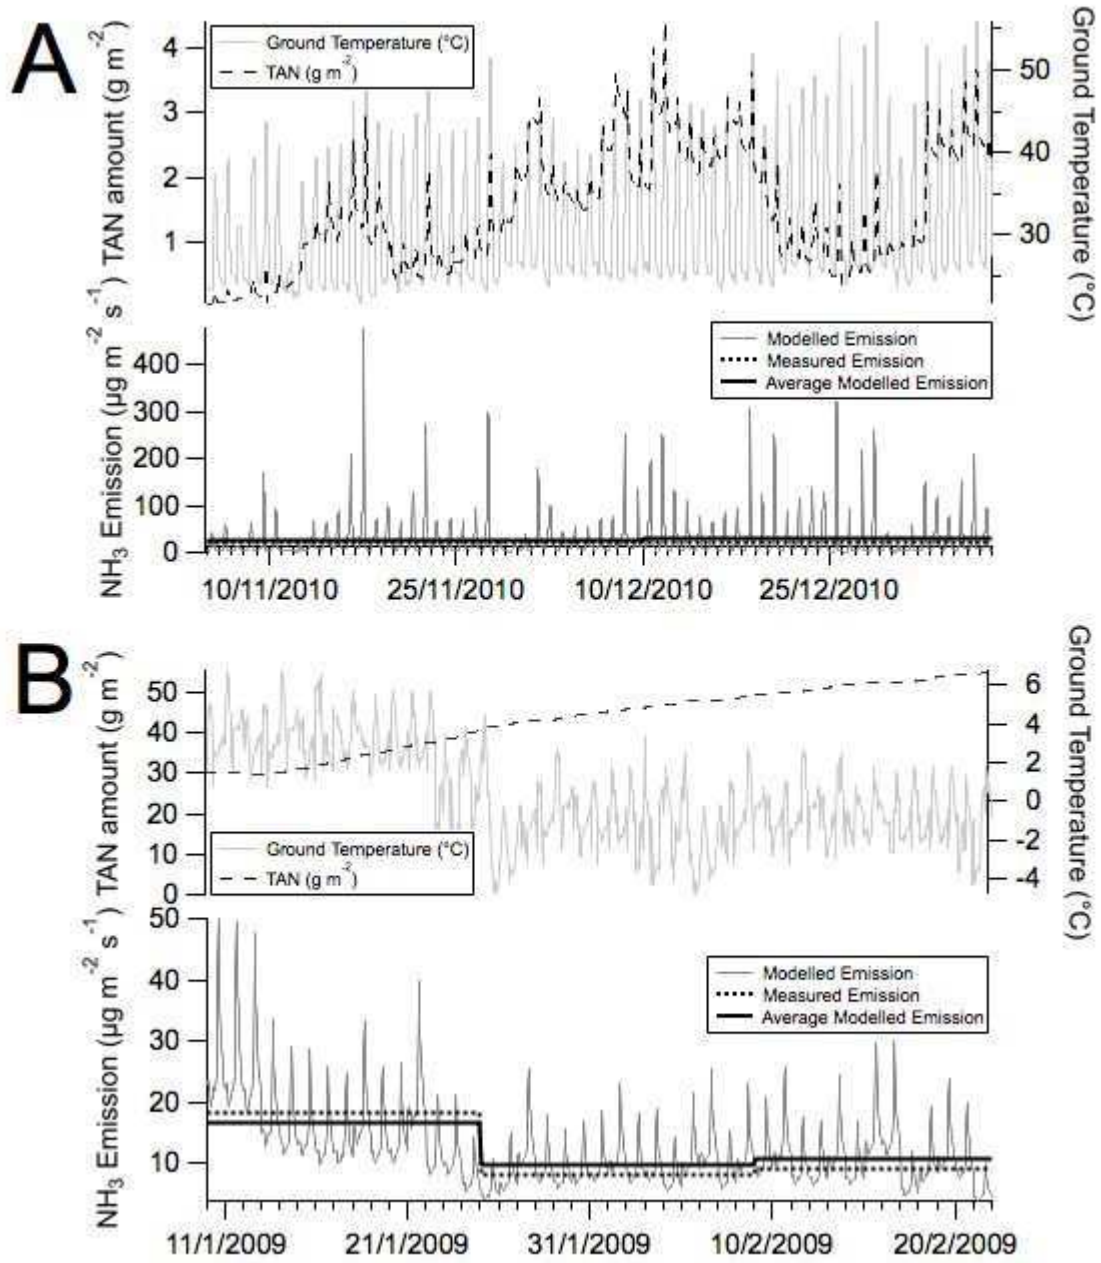 A
TAN amount (g m-2)
4
3
2
1
Ground Temperature (°C)
TAN (g m-2)
50
40
30
Ground Temperature (°C)
NH3 Emission (µg m-2 s-1)
400
300
200
100
0
Modelled Emission
Measured Emission
Average Modelled Emission
10/11/2010 25/11/2010 10/12/2010 25/12/2010
B
TAN amount (g m-2)
50
40
30
20
10
0
Ground Temperature (°C)
TAN (g m-2)
6
4
2
0
-2
-4
Ground Temperature (°C)
NH3 Emission (µg m-2 s-1)
50
40
30
20
10
Modelled Emission
Measured Emission
Average Modelled Emission
11/1/2009 21/1/2009 31/1/2009 10/2/2009 20/2/2009